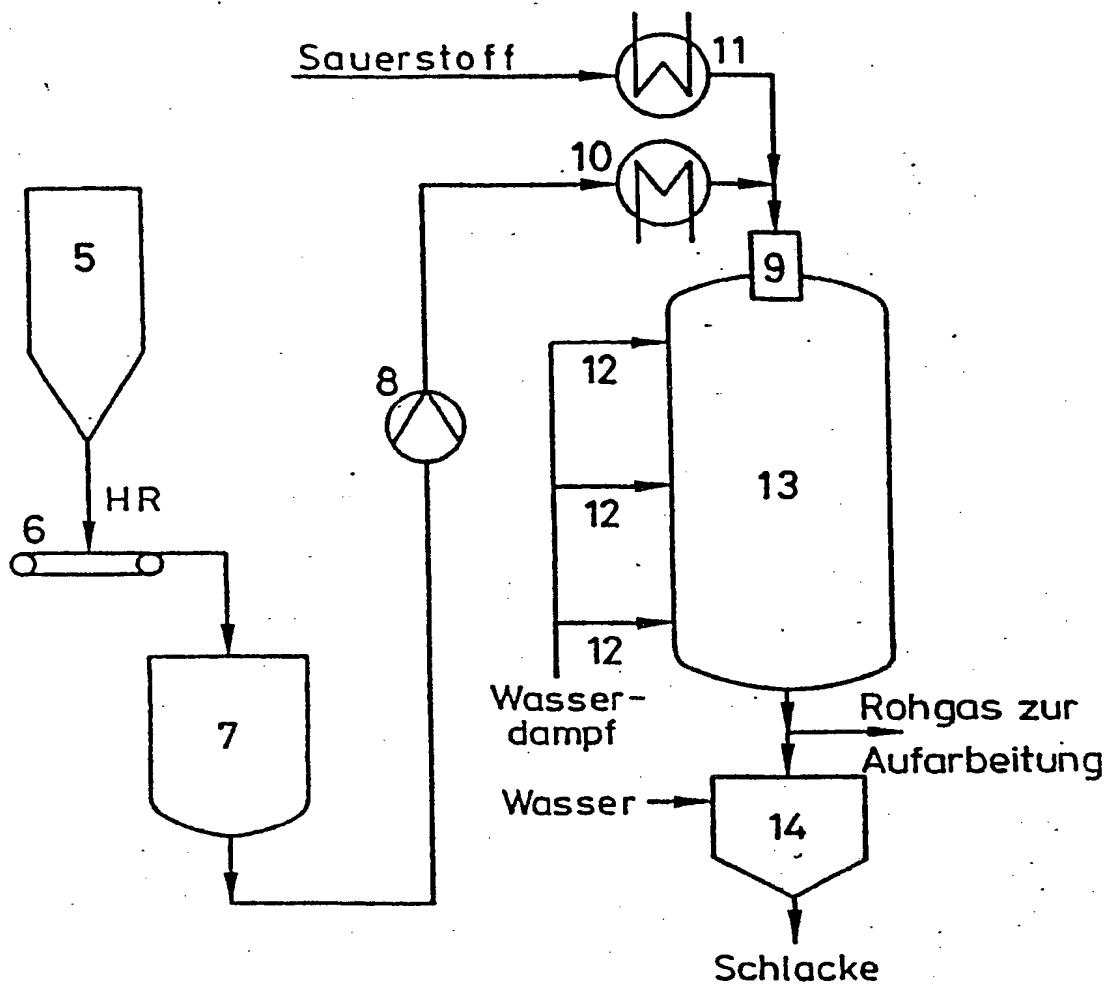 Sauerstoff
11
10
5
9
12
8
13
12
HR
6
12
7
Wasser-
dampf
Rohgas zur
Aufarbeitung
Wasser
14
Schlacke